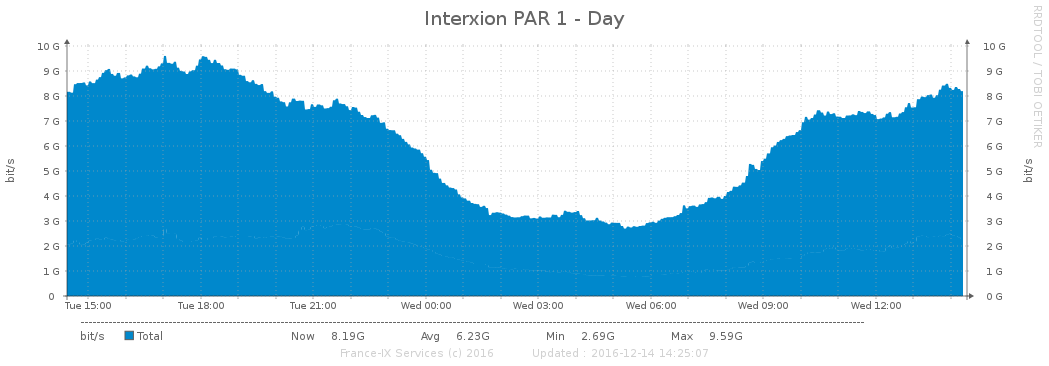 Interxion PAR 1 - Day
RRDTOOL / TOBI OETIKER
bit/s
10 G
9 G
8 G
7 G
6 G
5 G
4 G
3 G
2 G
1 G
0
10 G
9 G
8 G
7 G
6 G
5 G
4 G
3 G
2 G
1 G
0 G
bit/s
Tue 15:00 Tue 18:00 Tue 21:00 Wed 00:00 Wed 03:00 Wed 06:00 Wed 09:00 Wed 12:00
bit/s Total Now 8.19G Avg 6.23G Min 2.69G Max 9.59G
France-IX Services (c) 2016 Updated : 2016-12-14 14:25:07